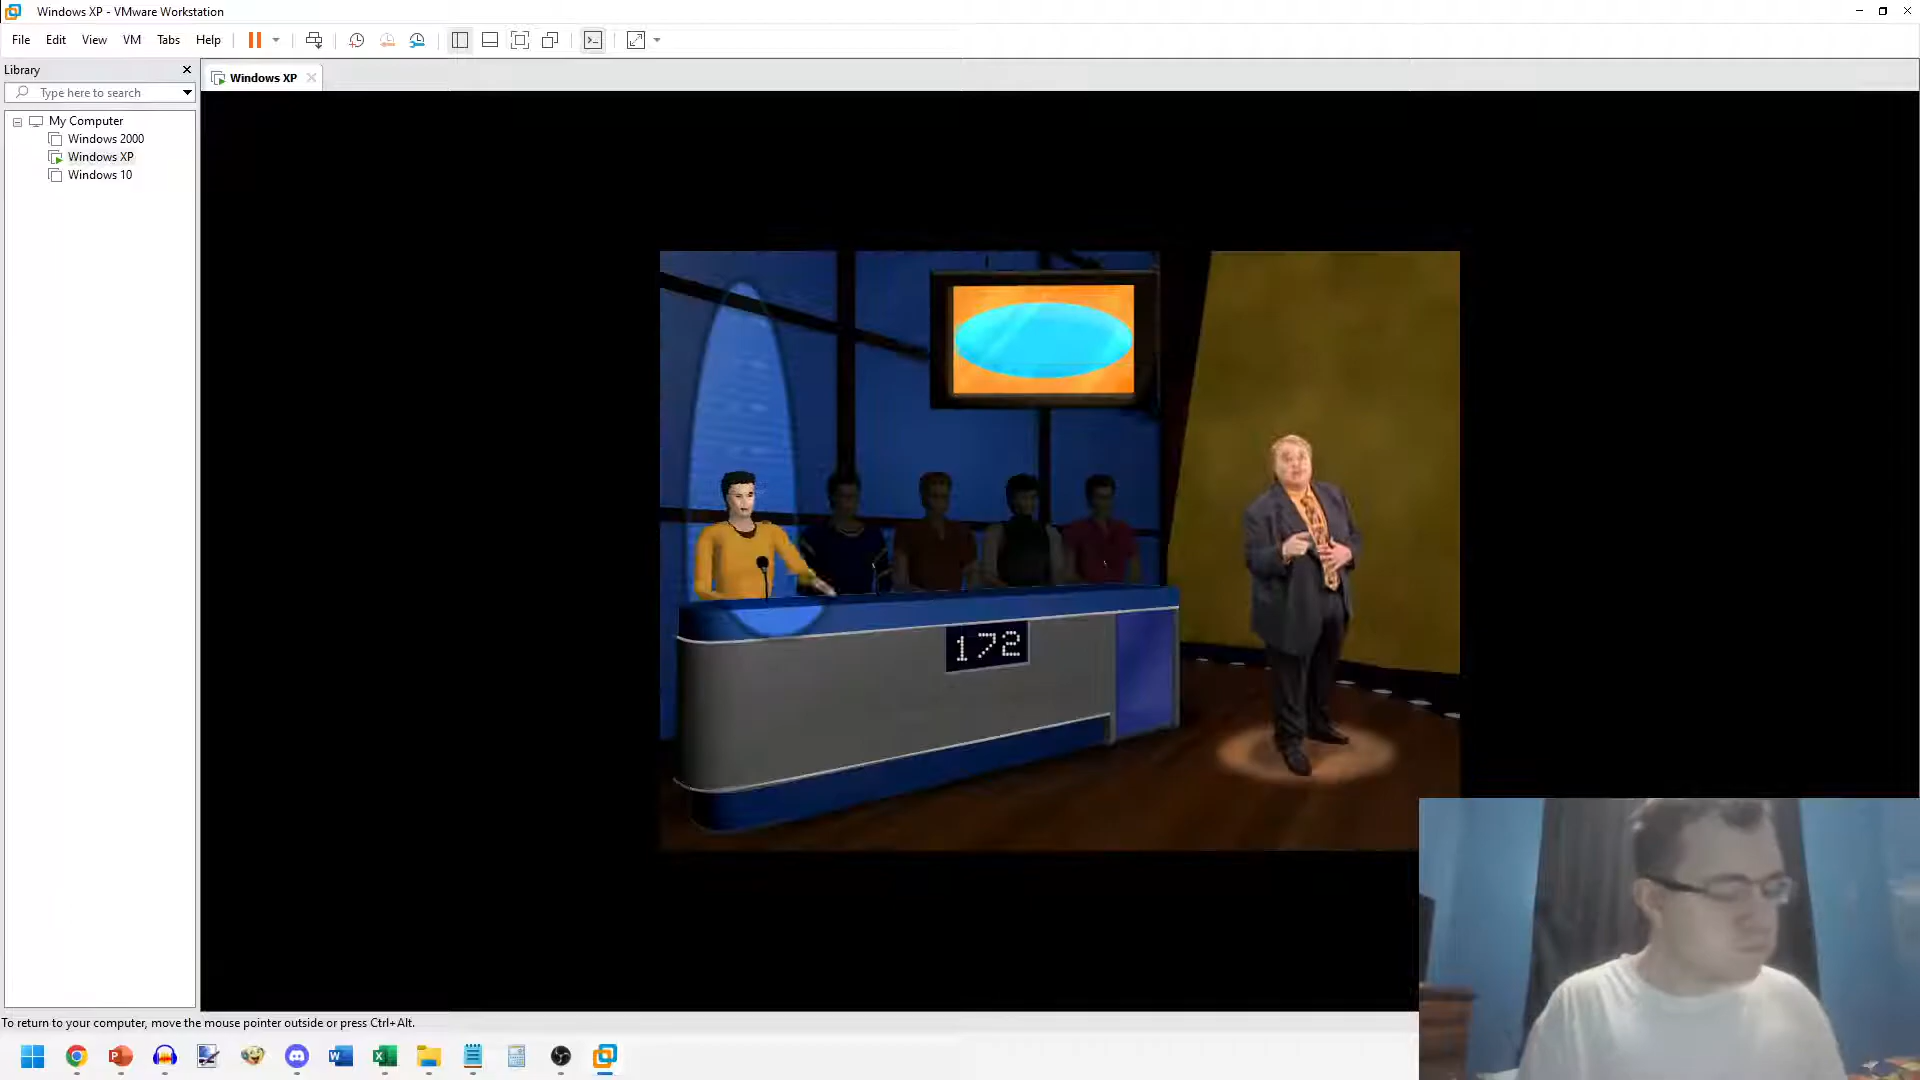 Windows XP - VMware Workstation
File Edit View VM Tabs Help
Library
Windows XP
Type here to search
My Computer
Windows 2000
Windows XP
Windows 10
172
To return to your computer, move the mouse pointer outside or press Ctrl+Alt.